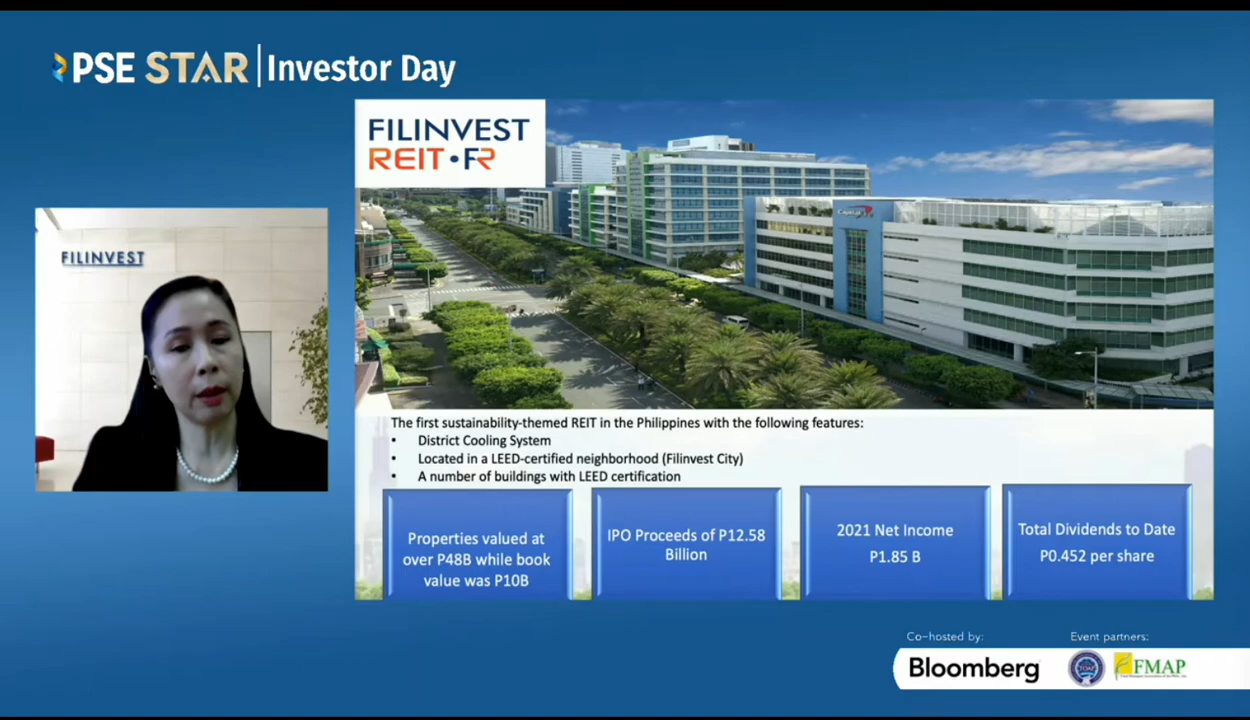 PSE STAR | Investor Day
FILINVEST
REIT • FR
FILINVEST
The first sustainability-themed REIT in the Philippines with the following features:
• District Cooling System
• Located in a LEED-certified neighborhood (Filinvest City)
• A number of buildings with LEED certification
Properties valued at
over P48B while book
value was P10B
IPO Proceeds of P12.58
Billion
2021 Net Income
P1.85 B
Total Dividends to Date
P0.452 per share
Co-hosted by:
Bloomberg
Event partners:
FMAP